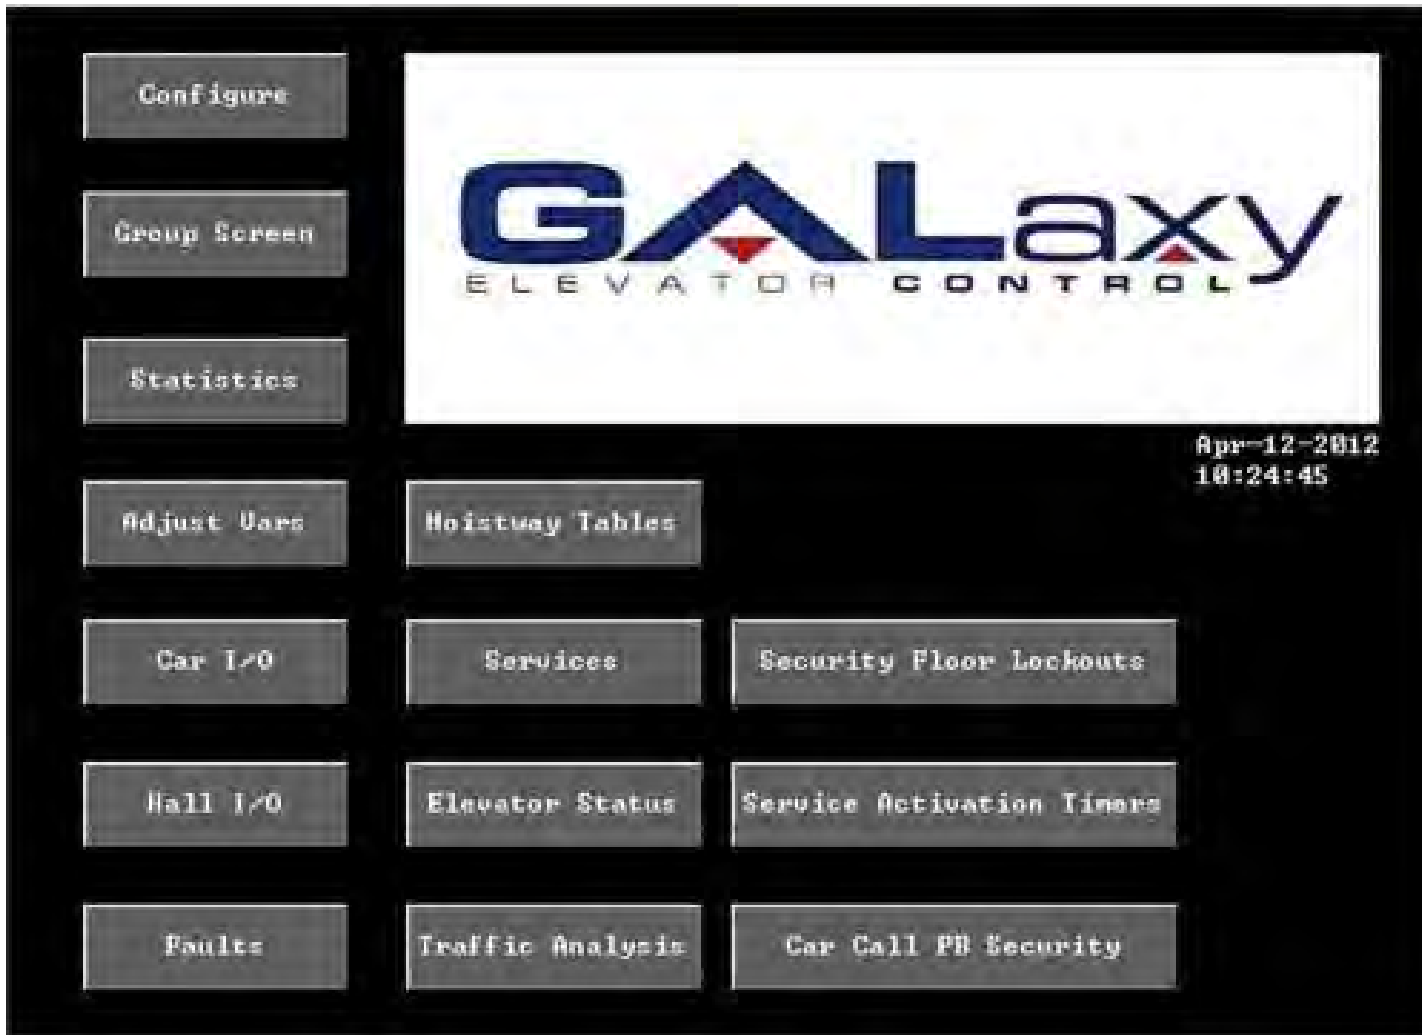 Configure
GALaxy
ELEVATOR CONTROL
Group Screen
Statistics
Apr-12-2012
10:24:45
Adjust Vars
Hoistway Tables
Car I/O
Services
Security Floor Lockouts
Hall I/O
Elevator Status
Service Activation Timers
Faults
Traffic Analysis
Car Call PB Security